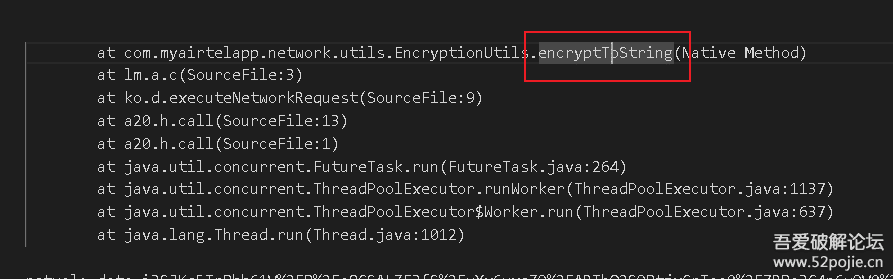 at com.myairtelapp.network.utils.EncryptionUtils.encryptToString(Native Method)
at lm.a.c(SourceFile:3)
at ko.d.executeNetworkRequest(SourceFile:9)
at a20.h.call(SourceFile:13)
at a20.h.call(SourceFile:1)
at java.util.concurrent.FutureTask.run(FutureTask.java:264)
at java.util.concurrent.ThreadPoolExecutor.runWorker(ThreadPoolExecutor.java:1137)
at java.util.concurrent.ThreadPoolExecutor$Worker.run(ThreadPoolExecutor.java:637)
at java.lang.Thread.run(Thread.java:1012)
吾爱破解论坛
www.52pojie.cn